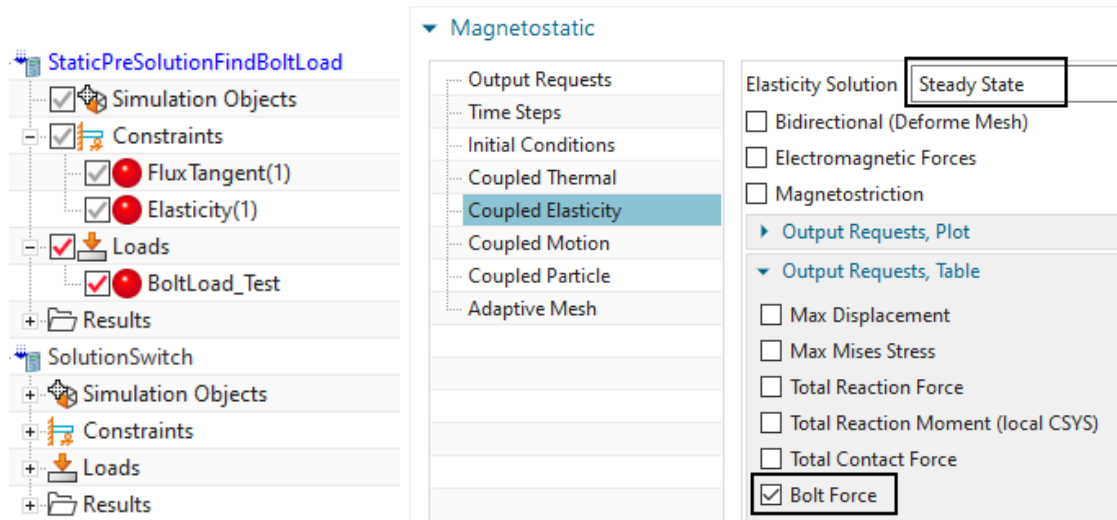 StaticPreSolutionFindBoltLoad
Simulation Objects
Constraints
FluxTangent(1)
Elasticity(1)
Loads
BoltLoad_Test
Results
SolutionSwitch
Simulation Objects
Constraints
Loads
Results
Magnetostatic
Output Requests
Time Steps
Initial Conditions
Coupled Thermal
Coupled Elasticity
Coupled Motion
Coupled Particle
Adaptive Mesh
Elasticity Solution Steady State
Bidirectional (Deforme Mesh)
Electromagnetic Forces
Magnetostriction
Output Requests, Plot
Output Requests, Table
Max Displacement
Max Mises Stress
Total Reaction Force
Total Reaction Moment (local CSYS)
Total Contact Force
Bolt Force